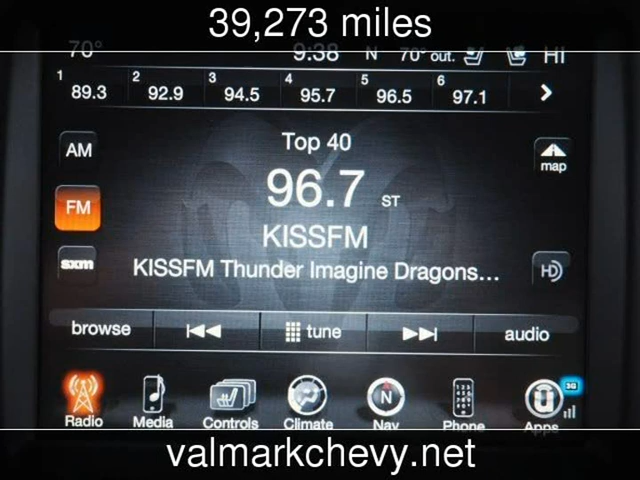 39,273 miles
70° 9:38 N 70° out. HI
1 89.3 2 92.9 3 94.5 4 95.7 5 96.5 6 97.1
Top 40
AM 96.7 ST map
FM KISSFM
sxm KISSFM Thunder Imagine Dragons... HD
browse tune audio
3G
Radio Media Controls Climate Nav Phone Apps
valmarkchevy.net